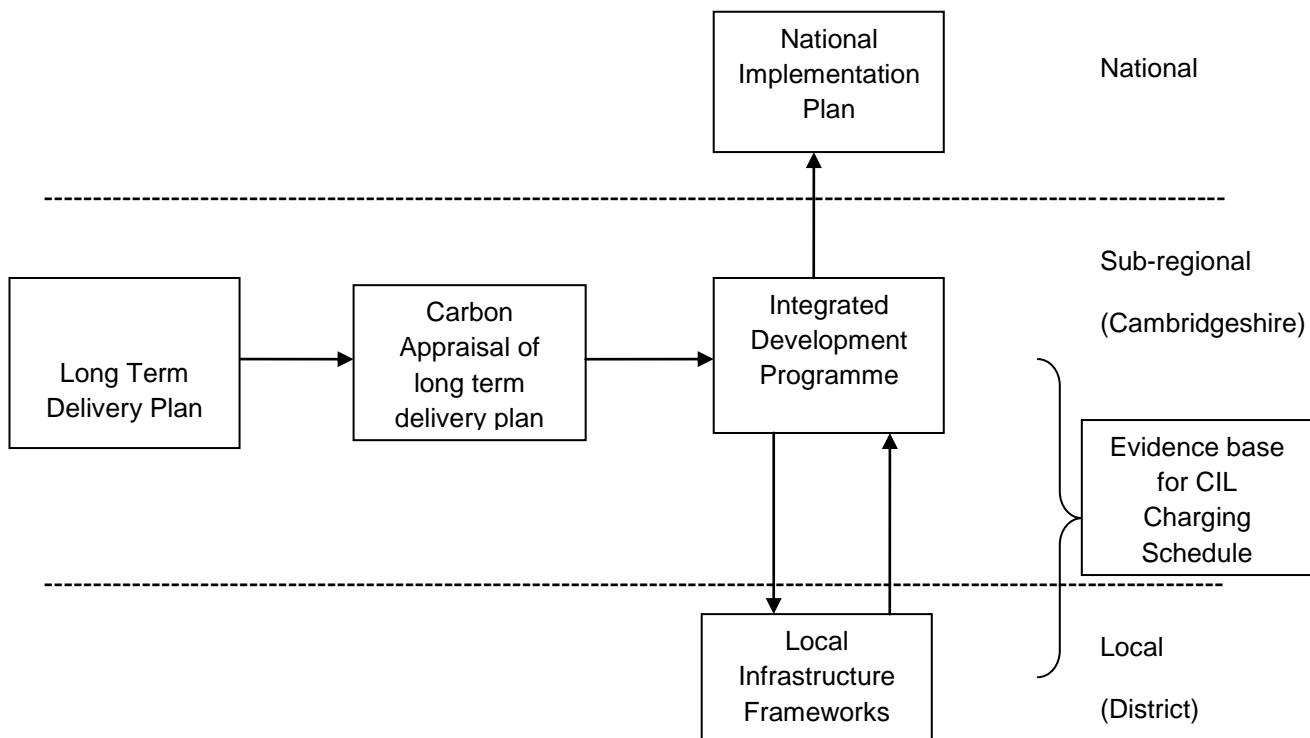 National
Implementation
Plan
National
Sub-regional
(Cambridgeshire)
Long Term
Delivery Plan
Carbon
Appraisal of
long term
delivery plan
Integrated
Development
Programme
Evidence base
for CIL
Charging
Schedule
Local
Infrastructure
Frameworks
Local
(District)